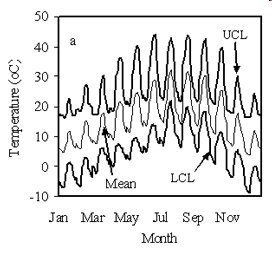 50
40
30
20
10
0
-10
Temperature (oC)
a
UCL
Mean
LCL
Jan Mar May Jul Sep Nov
Month